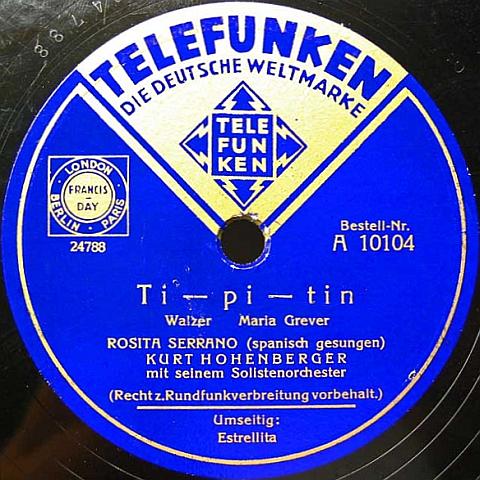 24788
TELEFUNKEN
DIE DEUTSCHE WELTMARKE
TELE
FUN
KEN
LONDON
FRANCIS-
DAY
BERLIN - PARIS
24788
Bestell-Nr.
A 10104
Ti – pi – tin
Walzer Maria Grever
ROSITA SERRANO (spanisch gesungen)
KURT HOHENBERGER
mit seinem Solistenorchester
(Recht z. Rundfunkverbreitung vorbehalt.)
Umseitig:
Estrellita